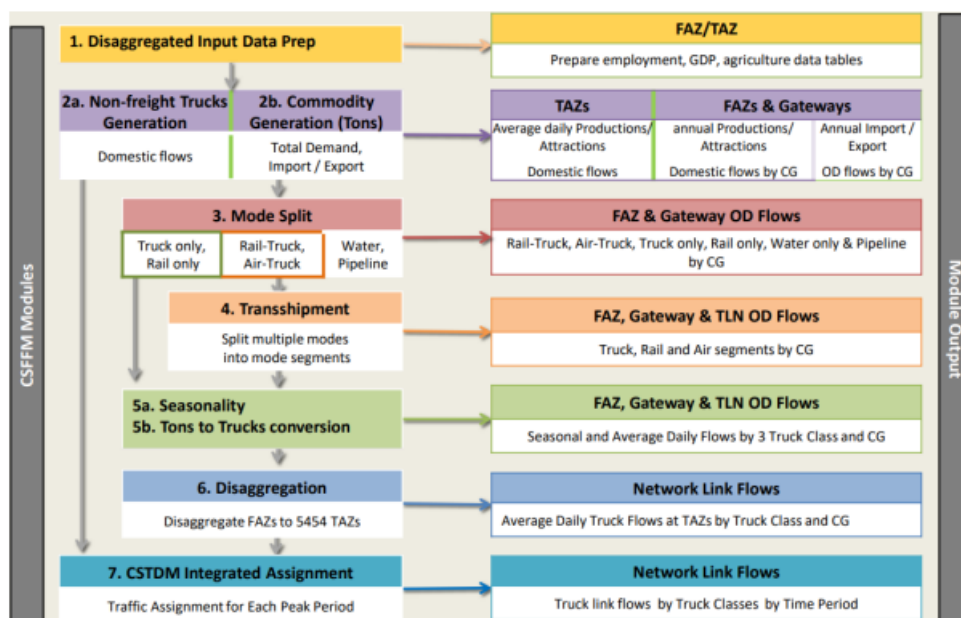 CSFFM Modules
1. Disaggregated Input Data Prep
FAZ/TAZ
Prepare employment, GDP, agriculture data tables
2a. Non-freight Trucks
Generation
Domestic flows
2b. Commodity
Generation (Tons)
Total Demand,
Import / Export
TAZs
Average daily Productions/
Attractions
Domestic flows
FAZs & Gateways
annual Productions/
Attractions
Domestic flows by CG
Annual Import /
Export
OD flows by CG
3. Mode Split
Truck only,
Rail only
Rail-Truck,
Air-Truck
Water,
Pipeline
FAZ & Gateway OD Flows
Rail-Truck, Air-Truck, Truck only, Rail only, Water only & Pipeline
by CG
4. Transshipment
Split multiple modes
into mode segments
FAZ, Gateway & TLN OD Flows
Truck, Rail and Air segments by CG
5a. Seasonality
5b. Tons to Trucks conversion
FAZ, Gateway & TLN OD Flows
Seasonal and Average Daily Flows by 3 Truck Class and CG
6. Disaggregation
Disaggregate FAZs to 5454 TAZs
Network Link Flows
Average Daily Truck Flows at TAZs by Truck Class and CG
7. CSTDM Integrated Assignment
Traffic Assignment for Each Peak Period
Network Link Flows
Truck link flows by Truck Classes by Time Period
Module Output